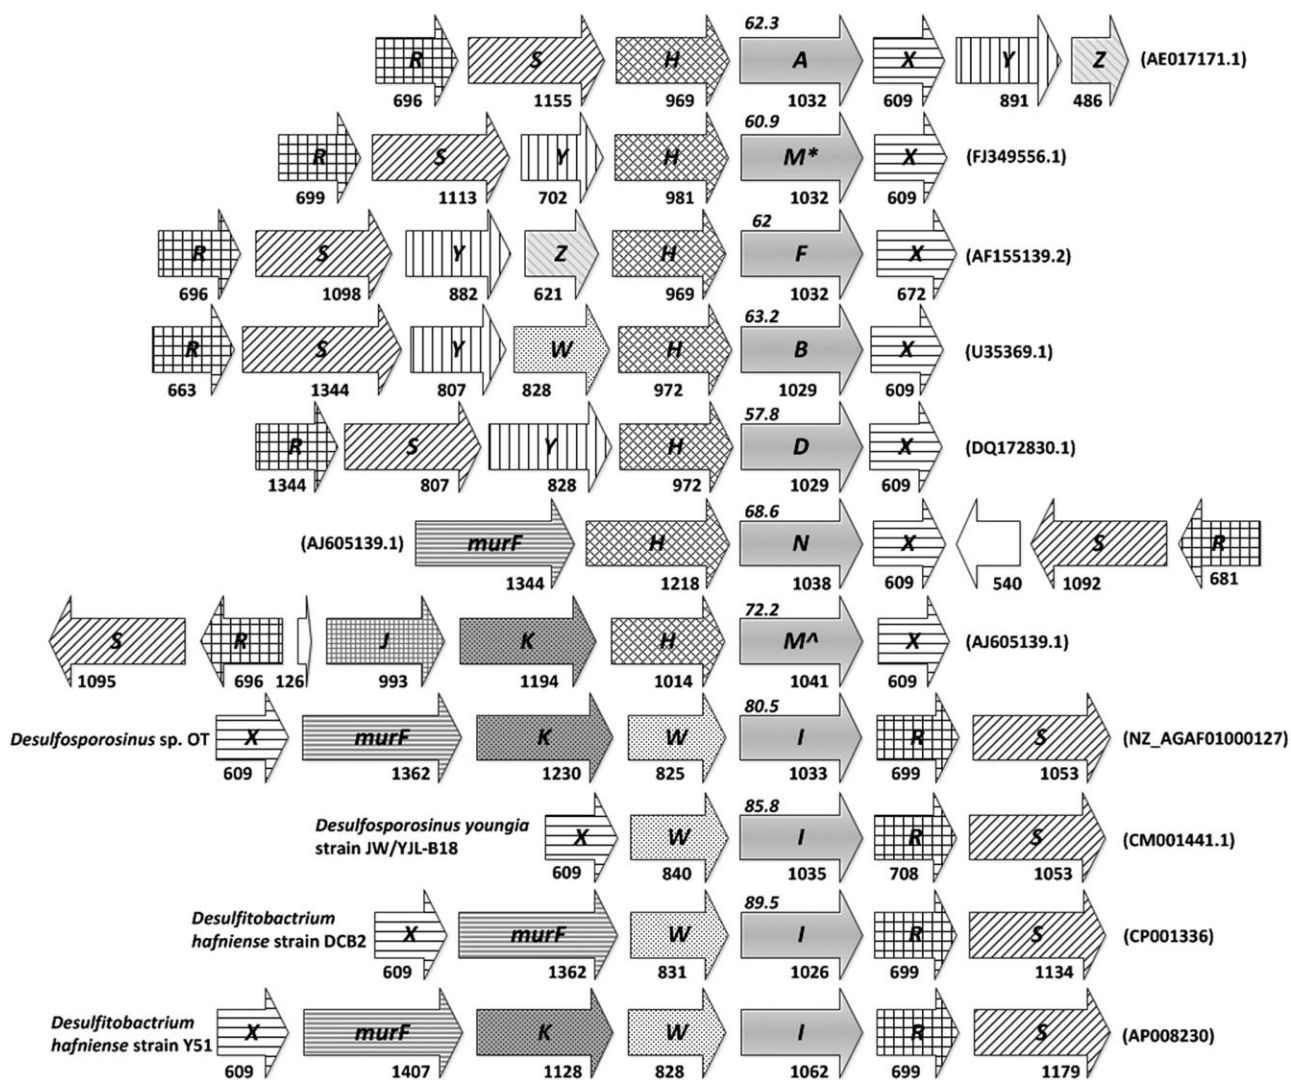 62.3
R S H A X Y Z (AE017171.1)
696 1155 969 1032 609 891 486
60.9
R S Y H M* X (FJ349556.1)
699 1113 702 981 1032 609
62
R S Y Z H F X (AF155139.2)
696 1098 882 621 969 1032 672
63.2
R S Y W H B X (U35369.1)
663 1344 807 828 972 1029 609
57.8
R S Y H D X (DQ172830.1)
1344 807 828 972 1029 609
68.6
(AJ605139.1) murF H N X S R
1344 1218 1038 609 540 1092 681
72.2
S R J K H M^ X (AJ605139.1)
1095 696 126 993 1194 1014 1041 609
80.5
Desulfosporosinus sp. OT X murF K W I R S (NZ_AGAF01000127)
609 1362 1230 825 1033 699 1053
85.8
Desulfosporosinus youngia
strain JW/YJL-B18 X W I R S (CM001441.1)
609 840 1035 708 1053
89.5
Desulfitobactrium
hafniense strain DCB2 X murF W I R S (CP001336)
609 1362 831 1026 699 1134
Desulfitobactrium
hafniense strain Y51 X murF K W I R S (AP008230)
609 1407 1128 828 1062 699 1179